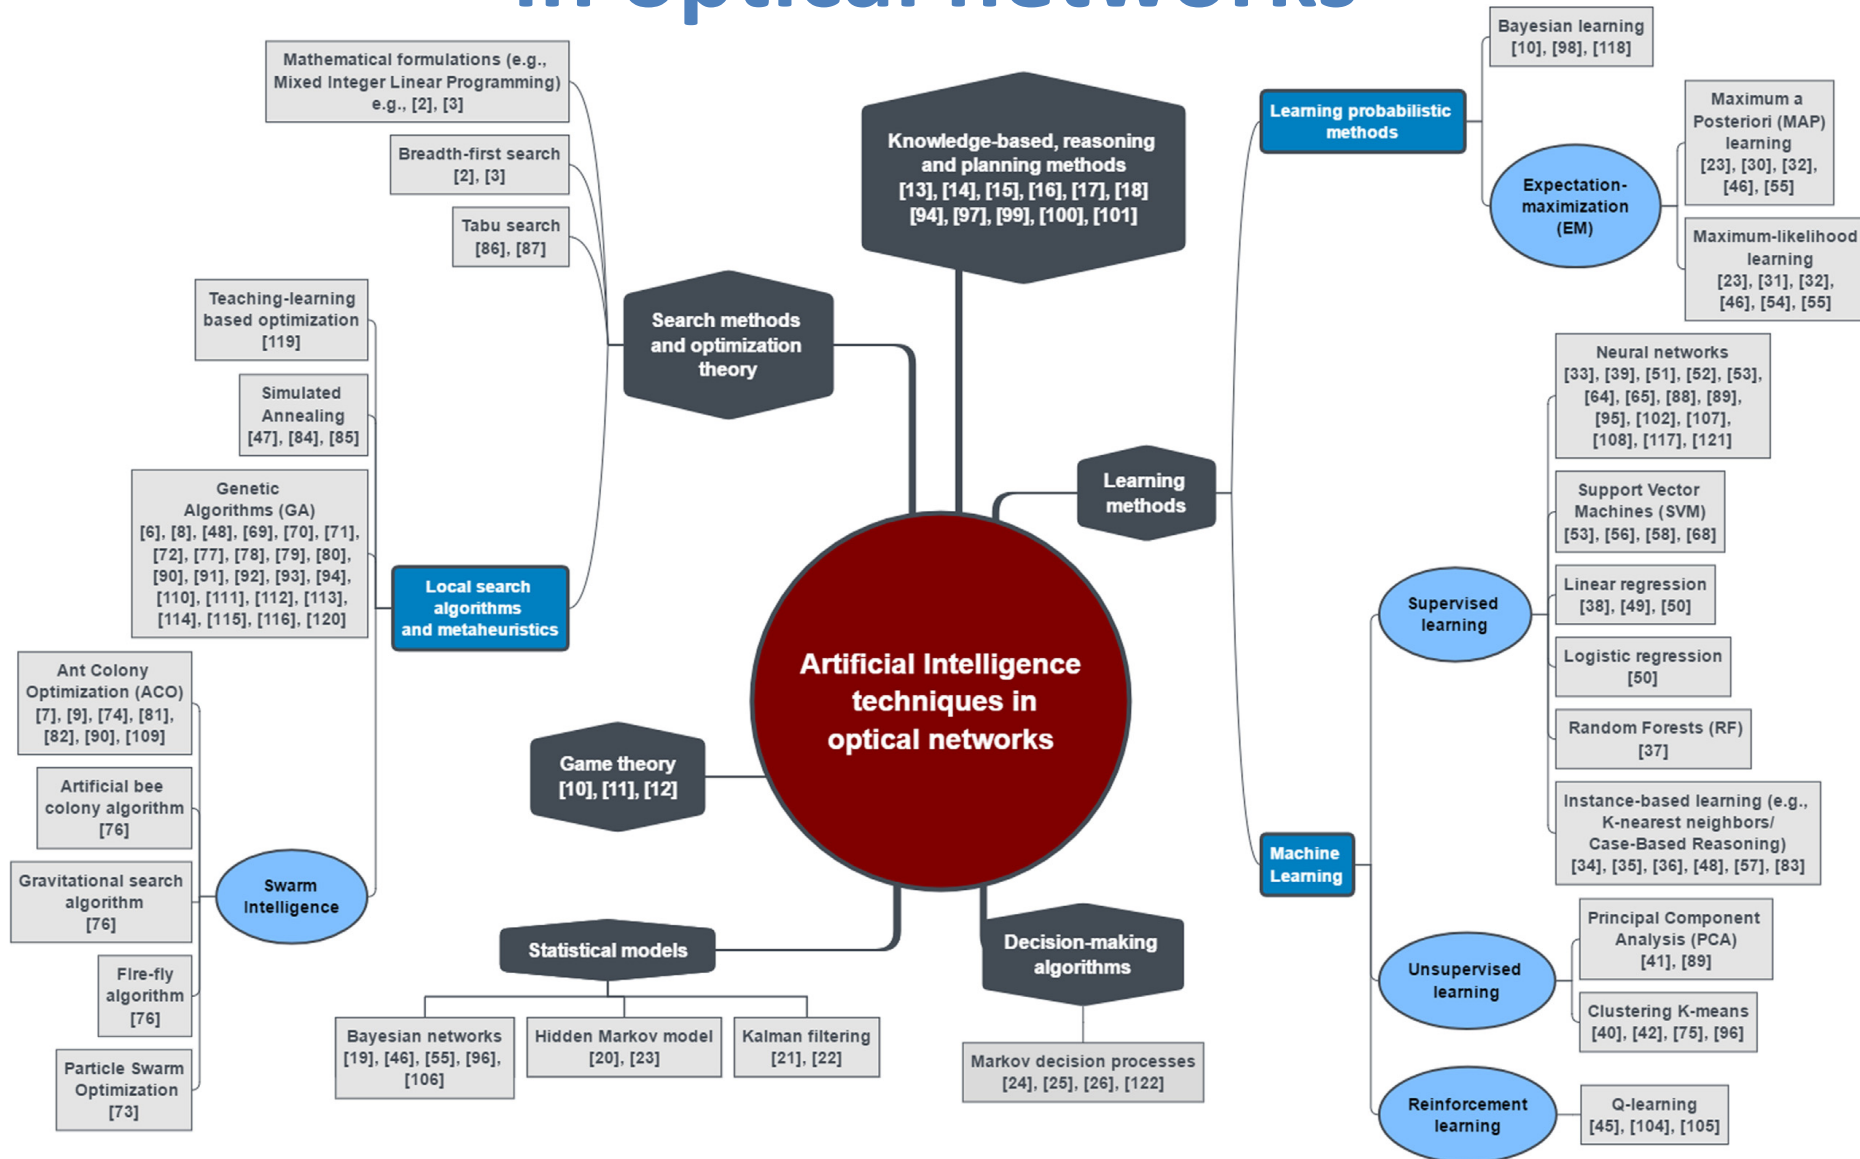 in optical networks
Mathematical formulations (e.g.,
Mixed Integer Linear Programming)
e.g., [2], [3]
Breadth-first search
[2], [3]
Tabu search
[86], [87]
Search methods
and optimization
theory
Teaching-learning
based optimization
[119]
Simulated
Annealing
[47], [84], [85]
Genetic
Algorithms (GA)
[6], [8], [48], [69], [70], [71],
[72], [77], [78], [79], [80],
[90], [91], [92], [93], [94],
[110], [111], [112], [113],
[114], [115], [116], [120]
Local search
algorithms
and metaheuristics
Ant Colony
Optimization (ACO)
[7], [9], [74], [81],
[82], [90], [109]
Artificial bee
colony algorithm
[76]
Gravitational search
algorithm
[76]
FIre-fly
algorithm
[76]
Particle Swarm
Optimization
[73]
Swarm
Intelligence
Knowledge-based, reasoning
and planning methods
[13], [14], [15], [16], [17], [18]
[94], [97], [99], [100], [101]
Artificial Intelligence
techniques in
optical networks
Game theory
[10], [11], [12]
Statistical models
Bayesian networks
[19], [46], [55], [96],
[106]
Hidden Markov model
[20], [23]
Kalman filtering
[21], [22]
Decision-making
algorithms
Markov decision processes
[24], [25], [26], [122]
Learning
methods
Learning probabilistic
methods
Bayesian learning
[10], [98], [118]
Expectation-
maximization
(EM)
Maximum a
Posteriori (MAP)
learning
[23], [30], [32],
[46], [55]
Maximum-likelihood
learning
[23], [31], [32],
[46], [54], [55]
Machine
Learning
Supervised
learning
Neural networks
[33], [39], [51], [52], [53],
[64], [65], [88], [89],
[95], [102], [107],
[108], [117], [121]
Support Vector
Machines (SVM)
[53], [56], [58], [68]
Linear regression
[38], [49], [50]
Logistic regression
[50]
Random Forests (RF)
[37]
Instance-based learning (e.g.,
K-nearest neighbors/
Case-Based Reasoning)
[34], [35], [36], [48], [57], [83]
Unsupervised
learning
Principal Component
Analysis (PCA)
[41], [89]
Clustering K-means
[40], [42], [75], [96]
Reinforcement
learning
Q-learning
[45], [104], [105]